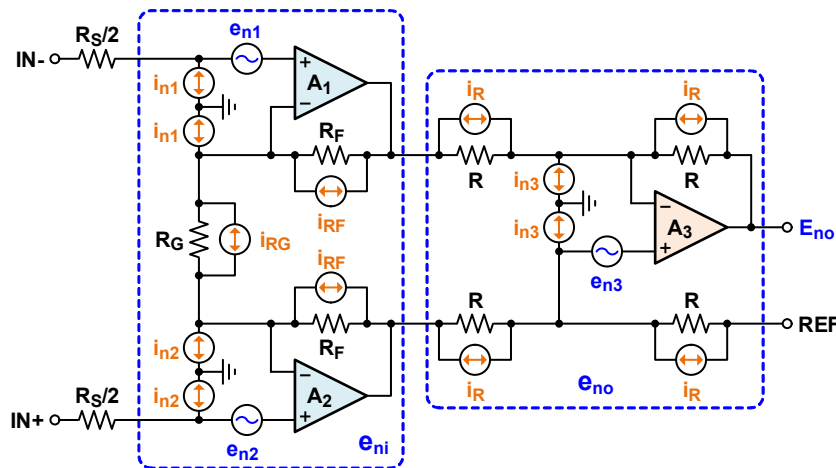 IN-
RS/2
en1
in1
+
A1
−
in1
RF
iRF
iR
R
iR
R
in3
−
A3
+
in3
en3
Eno
RG
iRG
iRF
RF
R
iR
R
iR
REF
in2
−
A2
+
in2
RS/2
IN+
en2
eni
eno